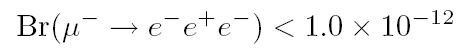 Br(μ⁻ → e⁻e⁺e⁻) < 1.0 × 10⁻¹²